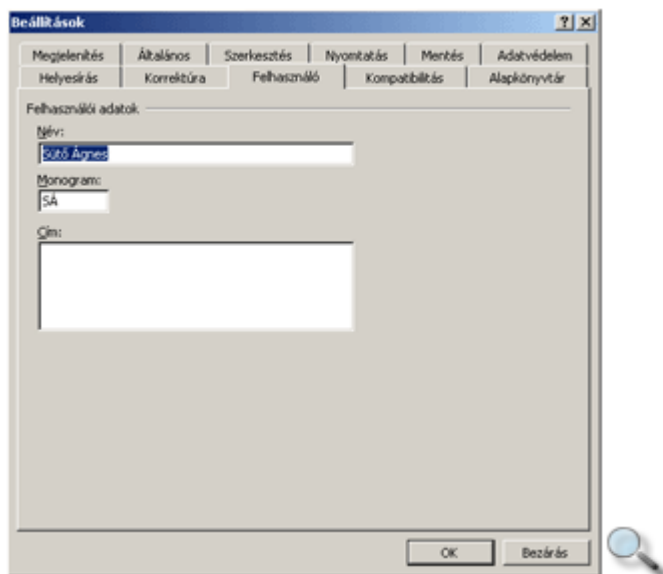 Beállítások
Megjelenítés Általános Szerkesztés Nyomtatás Mentés Adatvédelem
Helyesírás Korrektúra Felhasználó Kompatibilitás Alapkönyvtár
Felhasználói adatok
Név:
Sütő Ágnes
Monogram:
SÁ
Cím:
OK Bezárás